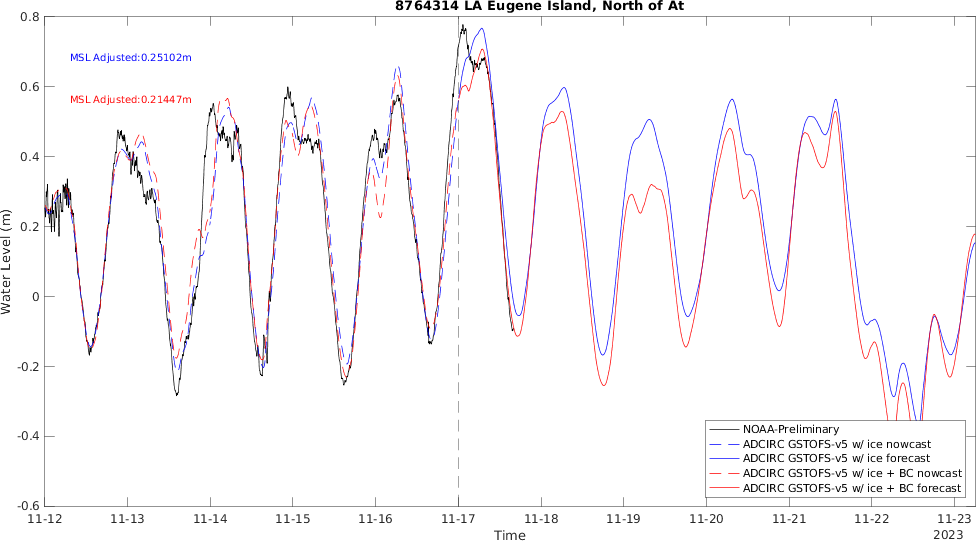 8764314 LA Eugene Island, North of At
MSL Adjusted:0.25102m
MSL Adjusted:0.21447m
Water Level (m)
0.8
0.6
0.4
0.2
0
-0.2
-0.4
-0.6
NOAA-Preliminary
ADCIRC GSTOFS-v5 w/ ice nowcast
ADCIRC GSTOFS-v5 w/ ice forecast
ADCIRC GSTOFS-v5 w/ ice + BC nowcast
ADCIRC GSTOFS-v5 w/ ice + BC forecast
11-12 11-13 11-14 11-15 11-16 11-17 11-18 11-19 11-20 11-21 11-22 11-23
Time
2023